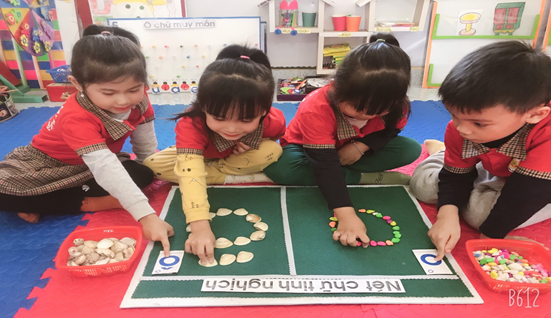 Ô chữ may mắn
Nét chữ tinh nghịch
B612